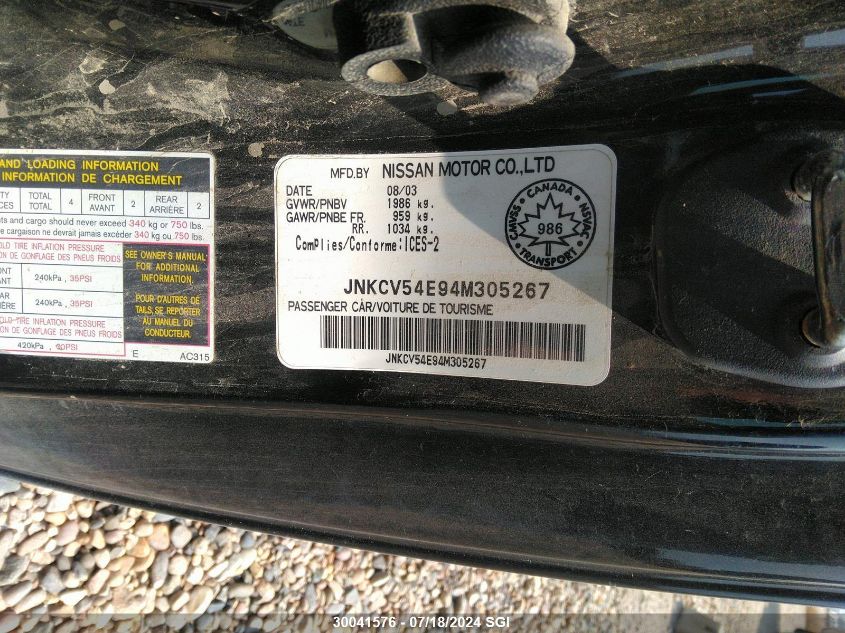 AND LOADING INFORMATION
INFORMATION DE CHARGEMENT
TOTAL 4 FRONT 2 REAR 2
TOTAL AVANT ARRIÈRE
and cargo should never exceed 340 kg or 750 lbs.
cargaison ne devrait jamais excéder 340 kg ou 750 lbs.
TIRE INFLATION PRESSURE
DE GONFLAGE DES PNEUS FROIDS
240kPa, 35PSI
240kPa, 35PSI
TIRE INFLATION PRESSURE
DE GONFLAGE DES PNEUS FROIDS
420kPa, 60PSI
SEE OWNER'S MANUAL
FOR ADDITIONAL
INFORMATION.
POUR D'AUTRES DE-
TAILS, SE REPORTER
AU MANUEL DU
CONDUCTEUR.
E AC315
MFD.BY NISSAN MOTOR CO.,LTD
DATE 08/03
GVWR/PNBV 1986 kg.
GAWR/PNBE FR. 959 kg.
RR. 1034 kg.
Complies/Conforme:ICES-2
CANADA
CMVSS 986 NSVAC
TRANSPORT
JNKCV54E94M305267
PASSENGER CAR/VOITURE DE TOURISME
JNKCV54E94M305267
30041576 - 07/18/2024 SGI